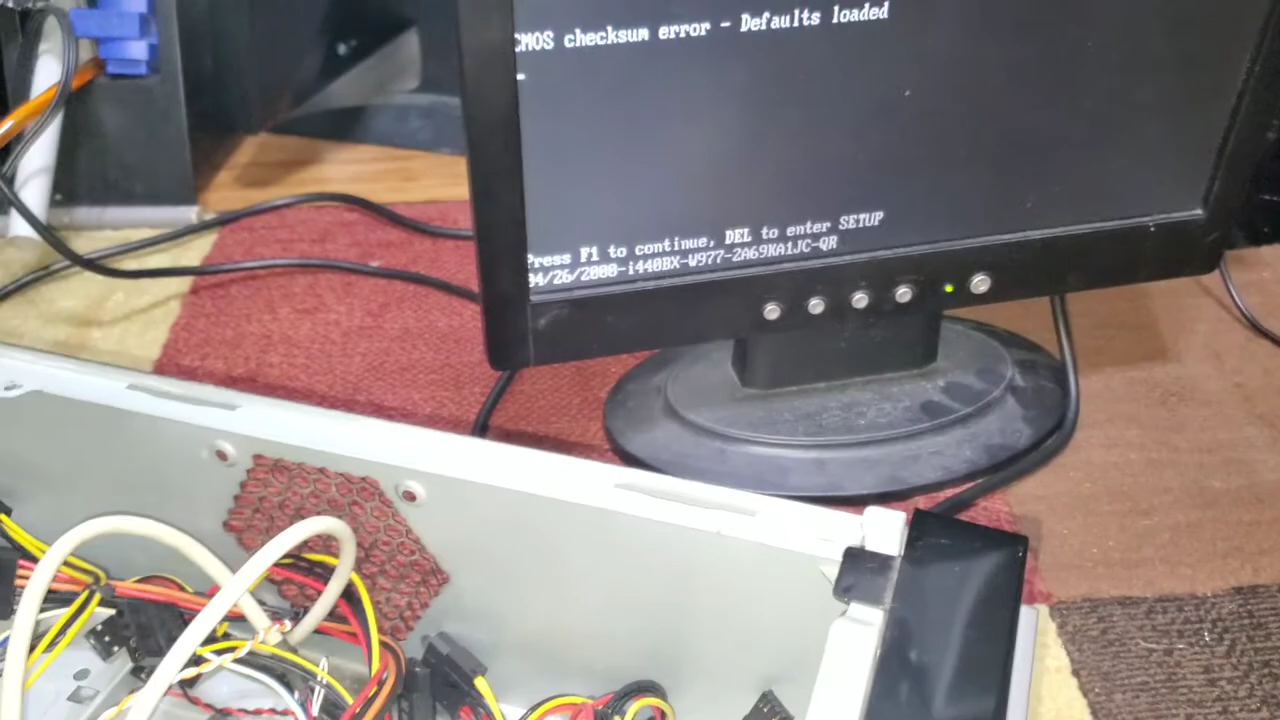 CMOS checksum error - Defaults loaded
Press F1 to continue, DEL to enter SETUP
04/26/2000-i440BX-W977-2A69KA1JC-QR